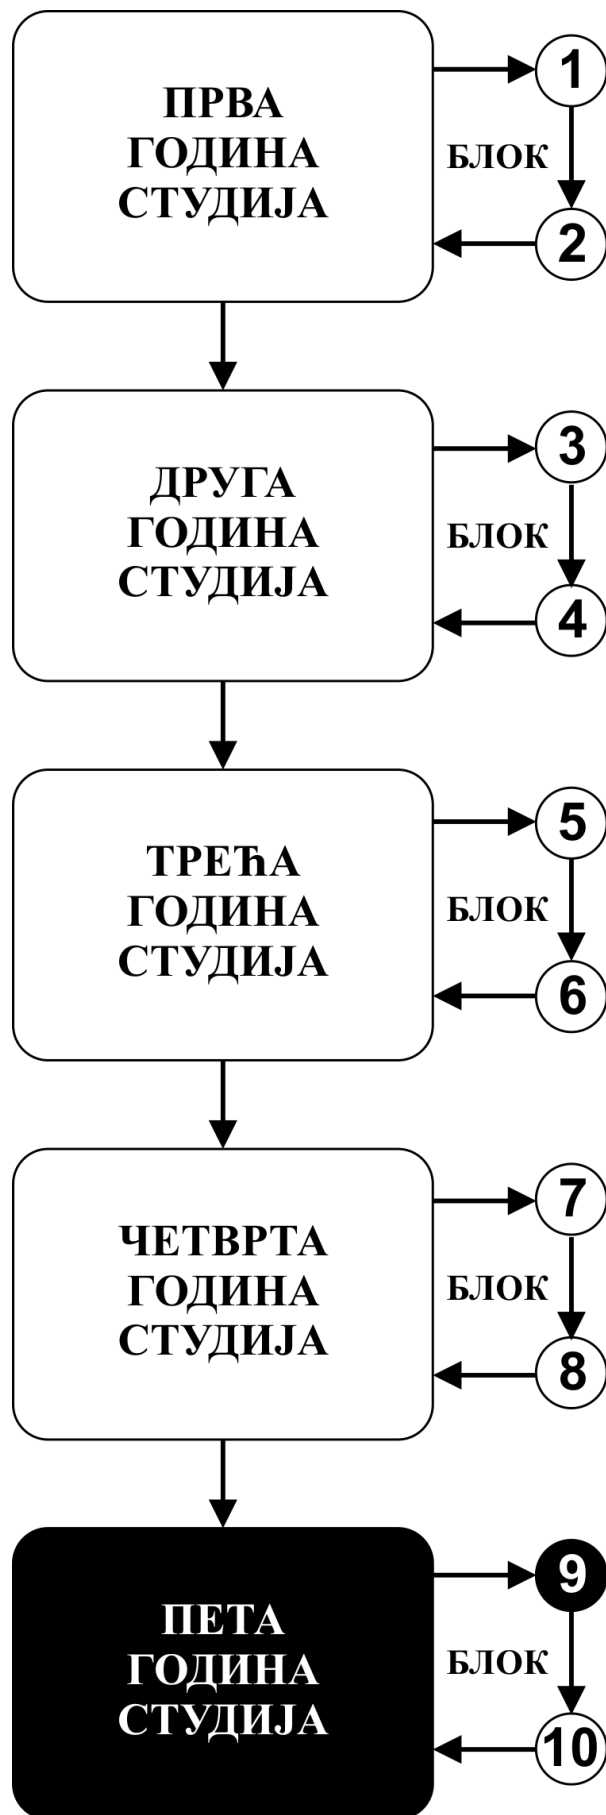 ПРВА
ГОДИНА
СТУДИЈА
1
БЛОК
2
ДРУГА
ГОДИНА
СТУДИЈА
3
БЛОК
4
ТРЕЋА
ГОДИНА
СТУДИЈА
5
БЛОК
6
ЧЕТВРТА
ГОДИНА
СТУДИЈА
7
БЛОК
8
ПЕТА
ГОДИНА
СТУДИЈА
9
БЛОК
10